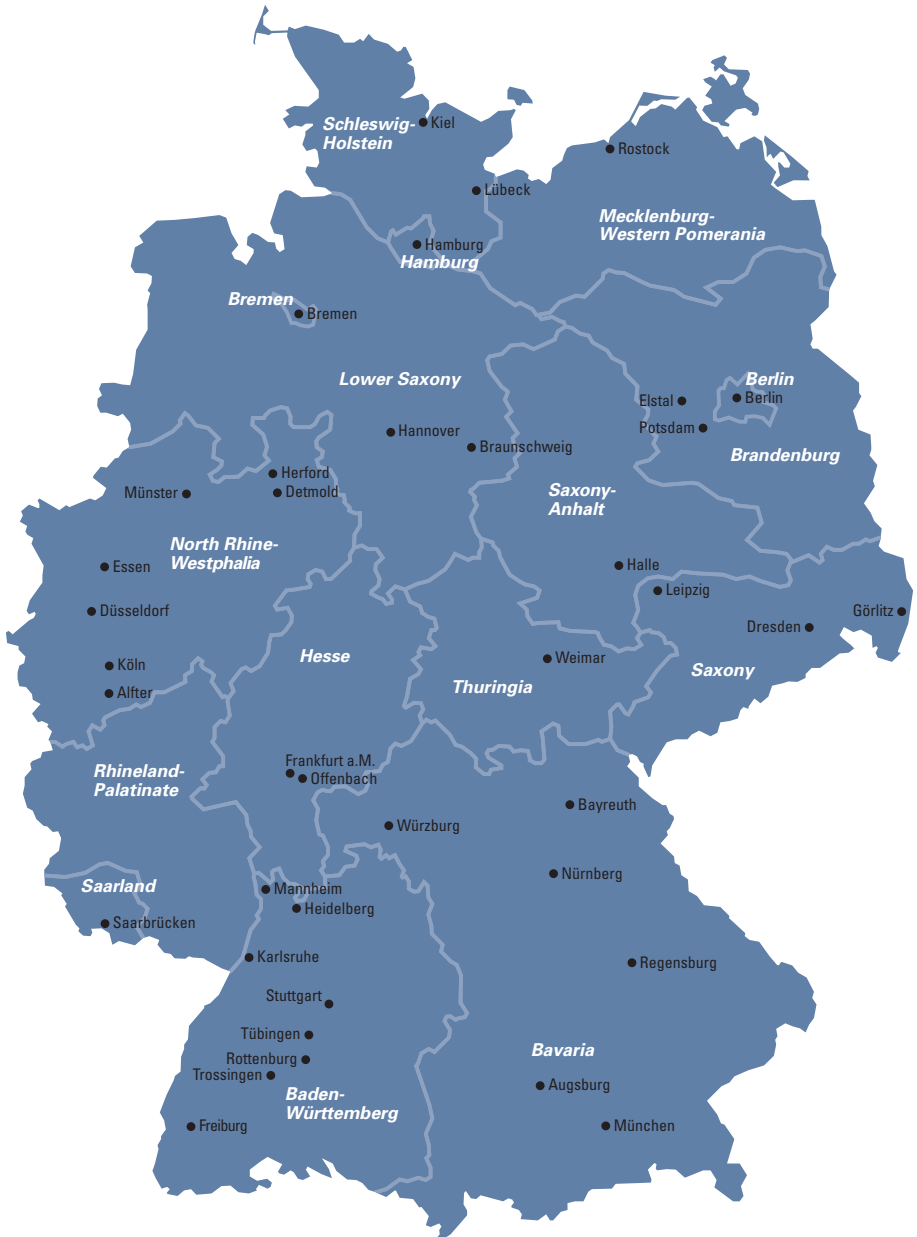 Kiel
Schleswig-
Holstein
Rostock
Lübeck
Mecklenburg-
Western Pomerania
Hamburg
Hamburg
Bremen
Bremen
Lower Saxony
Berlin
Berlin
Elstal
Potsdam
Hannover
Braunschweig
Brandenburg
Herford
Detmold
Münster
Saxony-
Anhalt
North Rhine-
Westphalia
Essen
Halle
Leipzig
Düsseldorf
Görlitz
Dresden
Hesse
Köln
Weimar
Saxony
Alfter
Thuringia
Frankfurt a.M.
Offenbach
Rhineland-
Palatinate
Bayreuth
Würzburg
Nürnberg
Saarland
Mannheim
Heidelberg
Saarbrücken
Karlsruhe
Regensburg
Stuttgart
Tübingen
Bavaria
Rottenburg
Trossingen
Augsburg
Baden-
Württemberg
Freiburg
München